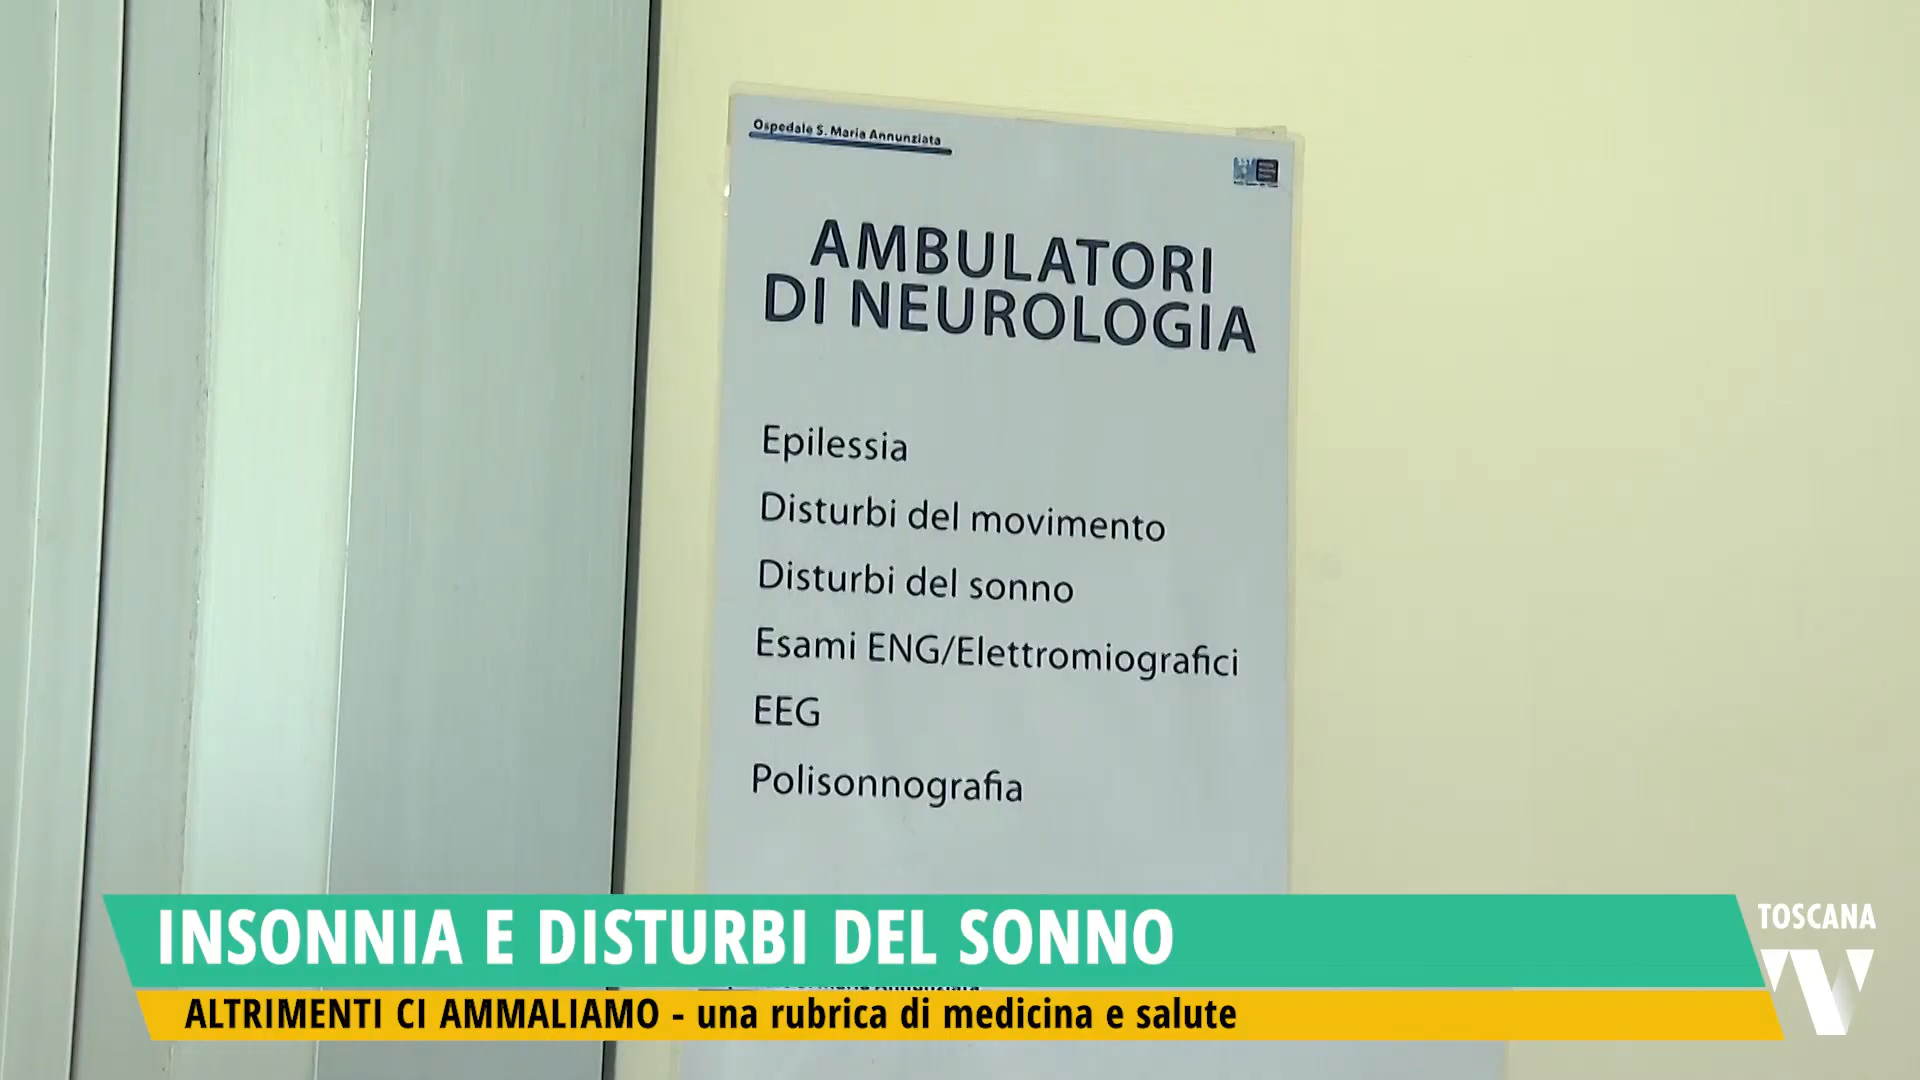 Ospedale S. Maria Annunziata
AMBULATORI
DI NEUROLOGIA
Epilessia
Disturbi del movimento
Disturbi del sonno
Esami ENG/Elettromiografici
EEG
Polisonnografia
INSONNIA E DISTURBI DEL SONNO
TOSCANA
TV
ALTRIMENTI CI AMMALIAMO - una rubrica di medicina e salute